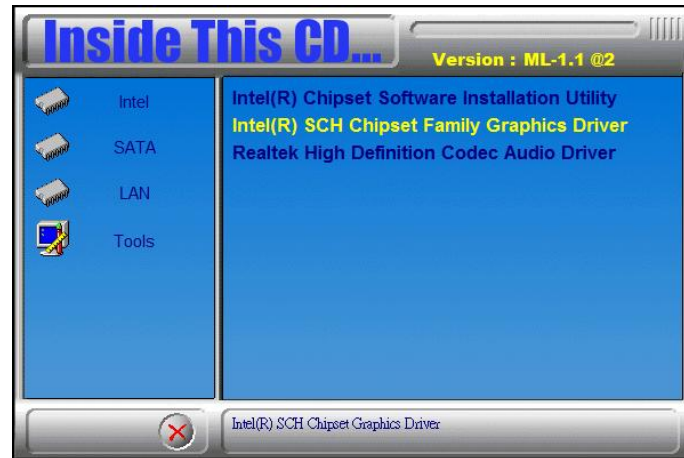 Inside This CD...
Version : ML-1.1 @2
Intel
SATA
LAN
Tools
Intel(R) Chipset Software Installation Utility
Intel(R) SCH Chipset Family Graphics Driver
Realtek High Definition Codec Audio Driver
Intel(R) SCH Chipset Graphics Driver